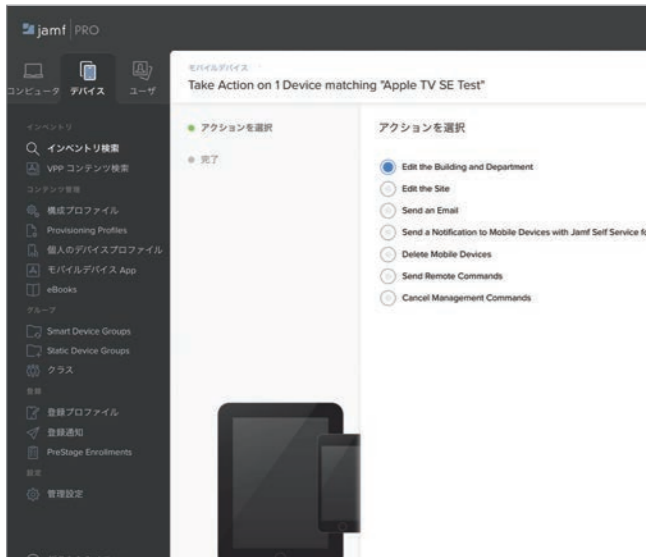 jamf PRO
コンピュータ
デバイス
ユーザ
モバイルデバイス
Take Action on 1 Device matching "Apple TV SE Test"
インベントリ
インベントリ検索
VPP コンテンツ検索
コンテンツ管理
構成プロファイル
Provisioning Profiles
個人のデバイスプロファイル
モバイルデバイス App
eBooks
グループ
Smart Device Groups
Static Device Groups
クラス
登録
登録プロファイル
登録通知
PreStage Enrollments
設定
管理設定
アクションを選択
完了
アクションを選択
Edit the Building and Department
Edit the Site
Send an Email
Send a Notification to Mobile Devices with Jamf Self Service fo
Delete Mobile Devices
Send Remote Commands
Cancel Management Commands